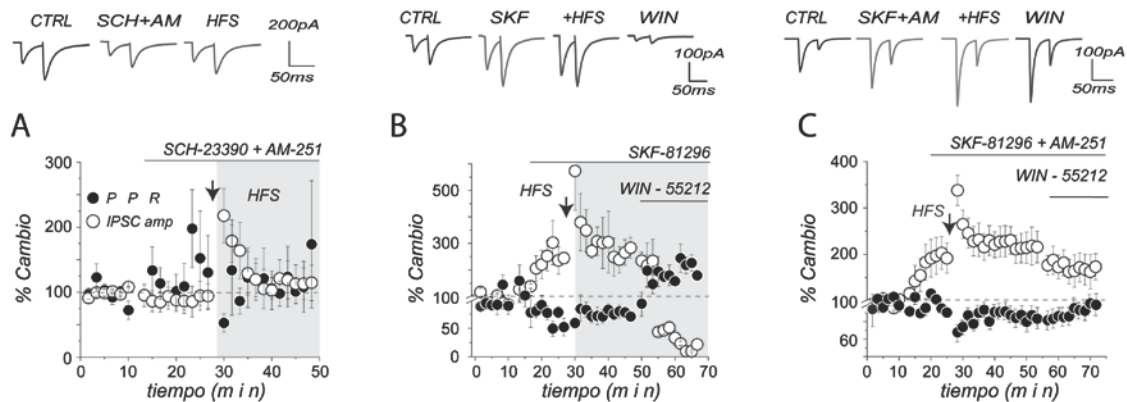 CTRL SCH+AM HFS 200pA 50ms
CTRL SKF +HFS WIN 100pA 50ms
CTRL SKF+AM +HFS WIN 100pA 50ms
A
SCH-23390 + AM-251
300
HFS
P P R
IPSC amp
200
100
0
% Cambio
0 10 20 30 40 50
tiempo (m i n)
B
SKF-81296
WIN - 55212
HFS
500
300
100
50
0
% Cambio
0 10 20 30 40 50 60 70
tiempo (m i n)
C
SKF-81296 + AM-251
WIN - 55212
HFS
400
300
200
100
60
% Cambio
0 10 20 30 40 50 60 70
tiempo (m i n)